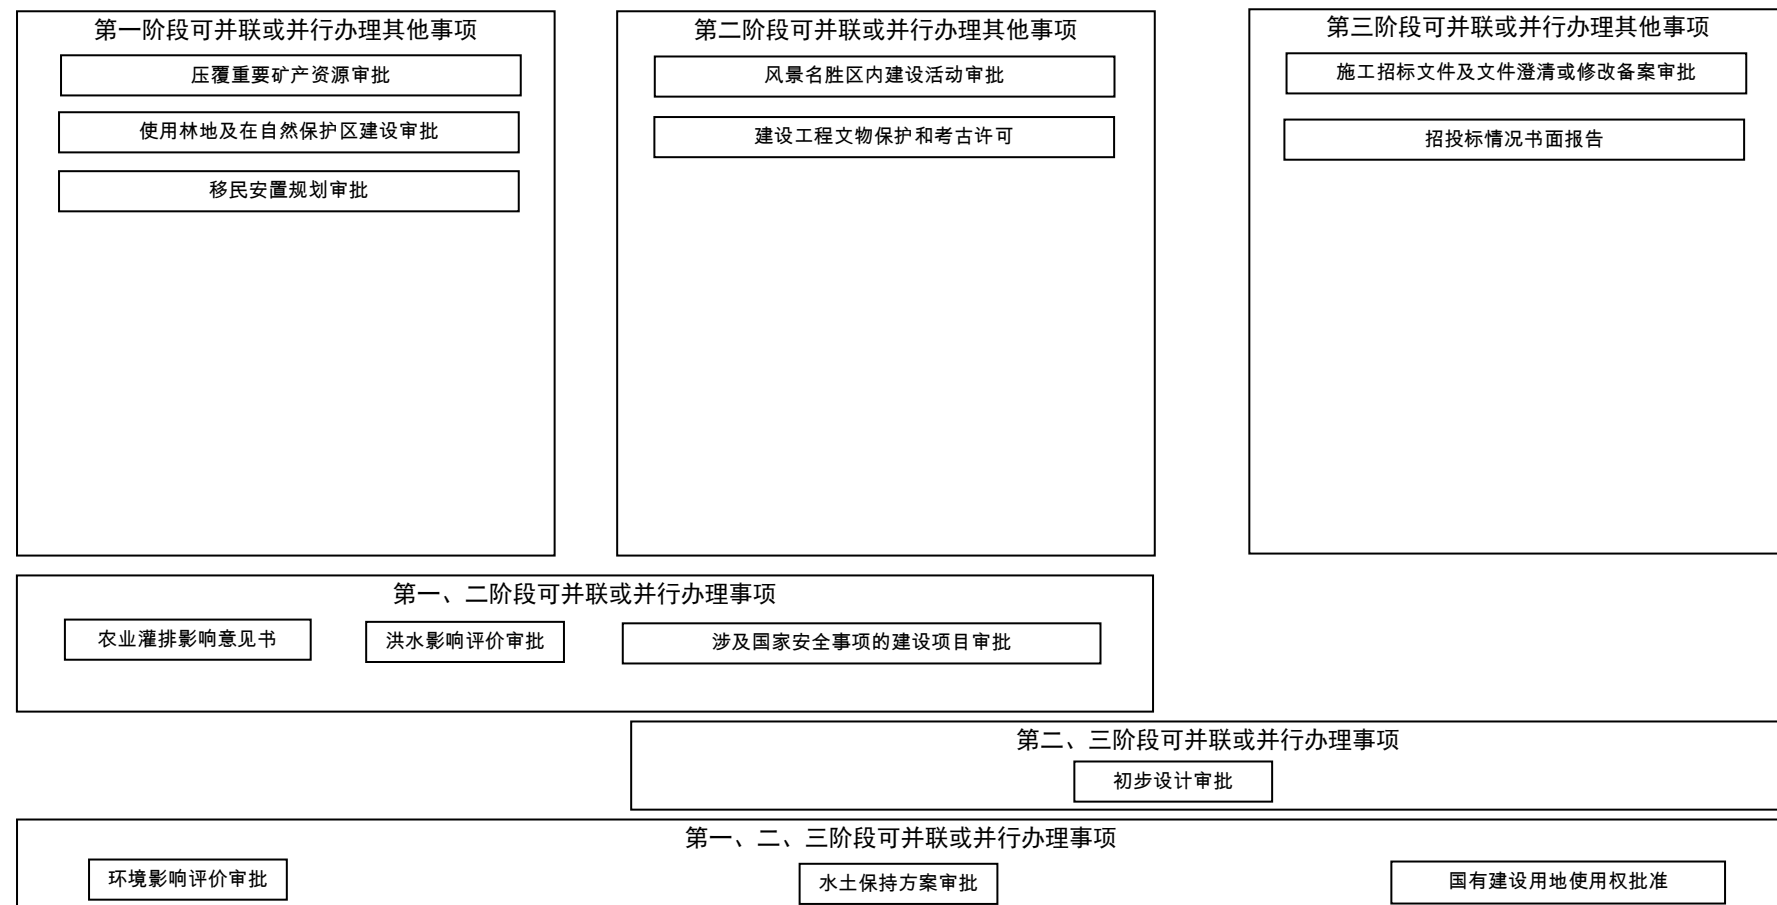 第一阶段可并联或并行办理其他事项
压覆重要矿产资源审批
使用林地及在自然保护区建设审批
移民安置规划审批
第二阶段可并联或并行办理其他事项
风景名胜区内建设活动审批
建设工程文物保护和考古许可
第三阶段可并联或并行办理其他事项
施工招标文件及文件澄清或修改备案审批
招投标情况书面报告
第一、二阶段可并联或并行办理事项
农业灌排影响意见书
洪水影响评价审批
涉及国家安全事项的建设项目审批
第二、三阶段可并联或并行办理事项
初步设计审批
第一、二、三阶段可并联或并行办理事项
环境影响评价审批
水土保持方案审批
国有建设用地使用权批准